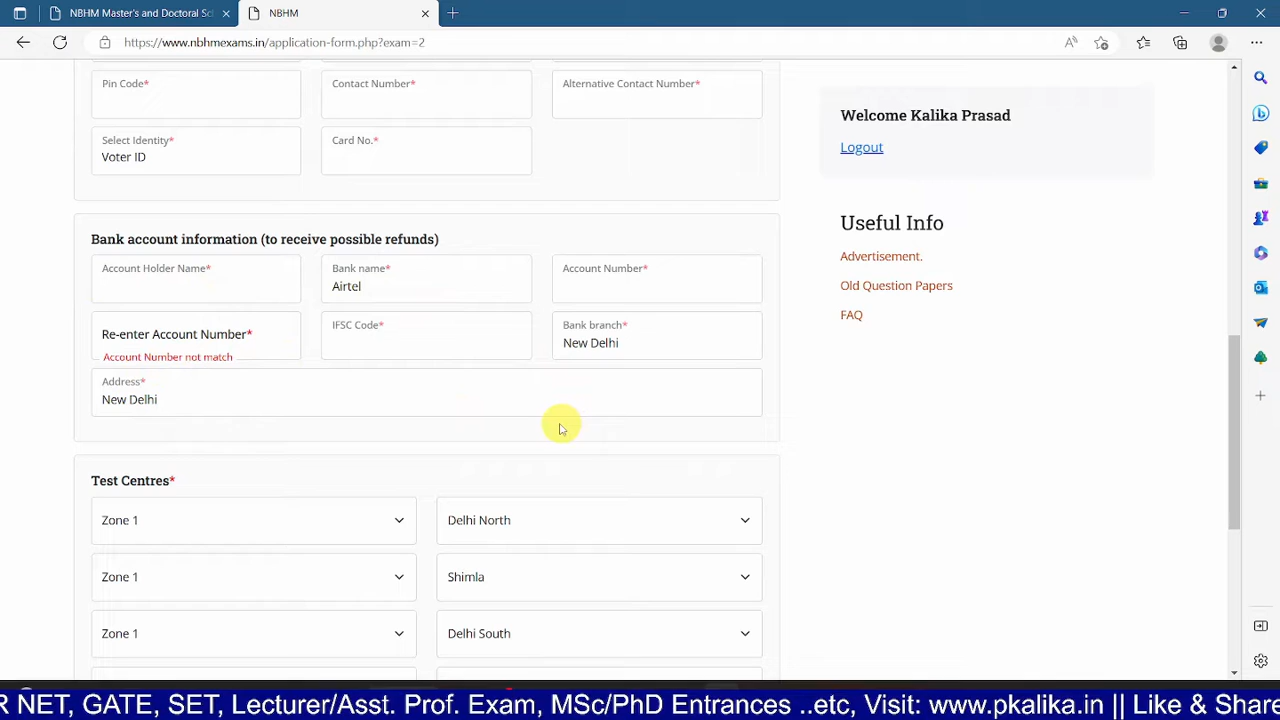 NBHM Master's and Doctoral Sc
NBHM
https://www.nbhmexams.in/application-form.php?exam=2
Pin Code*
Contact Number*
Alternative Contact Number*
Select Identity*
Voter ID
Card No.*
Welcome Kalika Prasad
Logout
Useful Info
Advertisement.
Old Question Papers
FAQ
Bank account information (to receive possible refunds)
Account Holder Name*
Bank name*
Airtel
Account Number*
Re-enter Account Number*
Account Number not match
IFSC Code*
Bank branch*
New Delhi
Address*
New Delhi
Test Centres*
Zone 1
Delhi North
Zone 1
Shimla
Zone 1
Delhi South
R NET, GATE, SET, Lecturer/Asst. Prof. Exam, MSc/PhD Entrances ..etc, Visit: www.pkalika.in || Like & Share